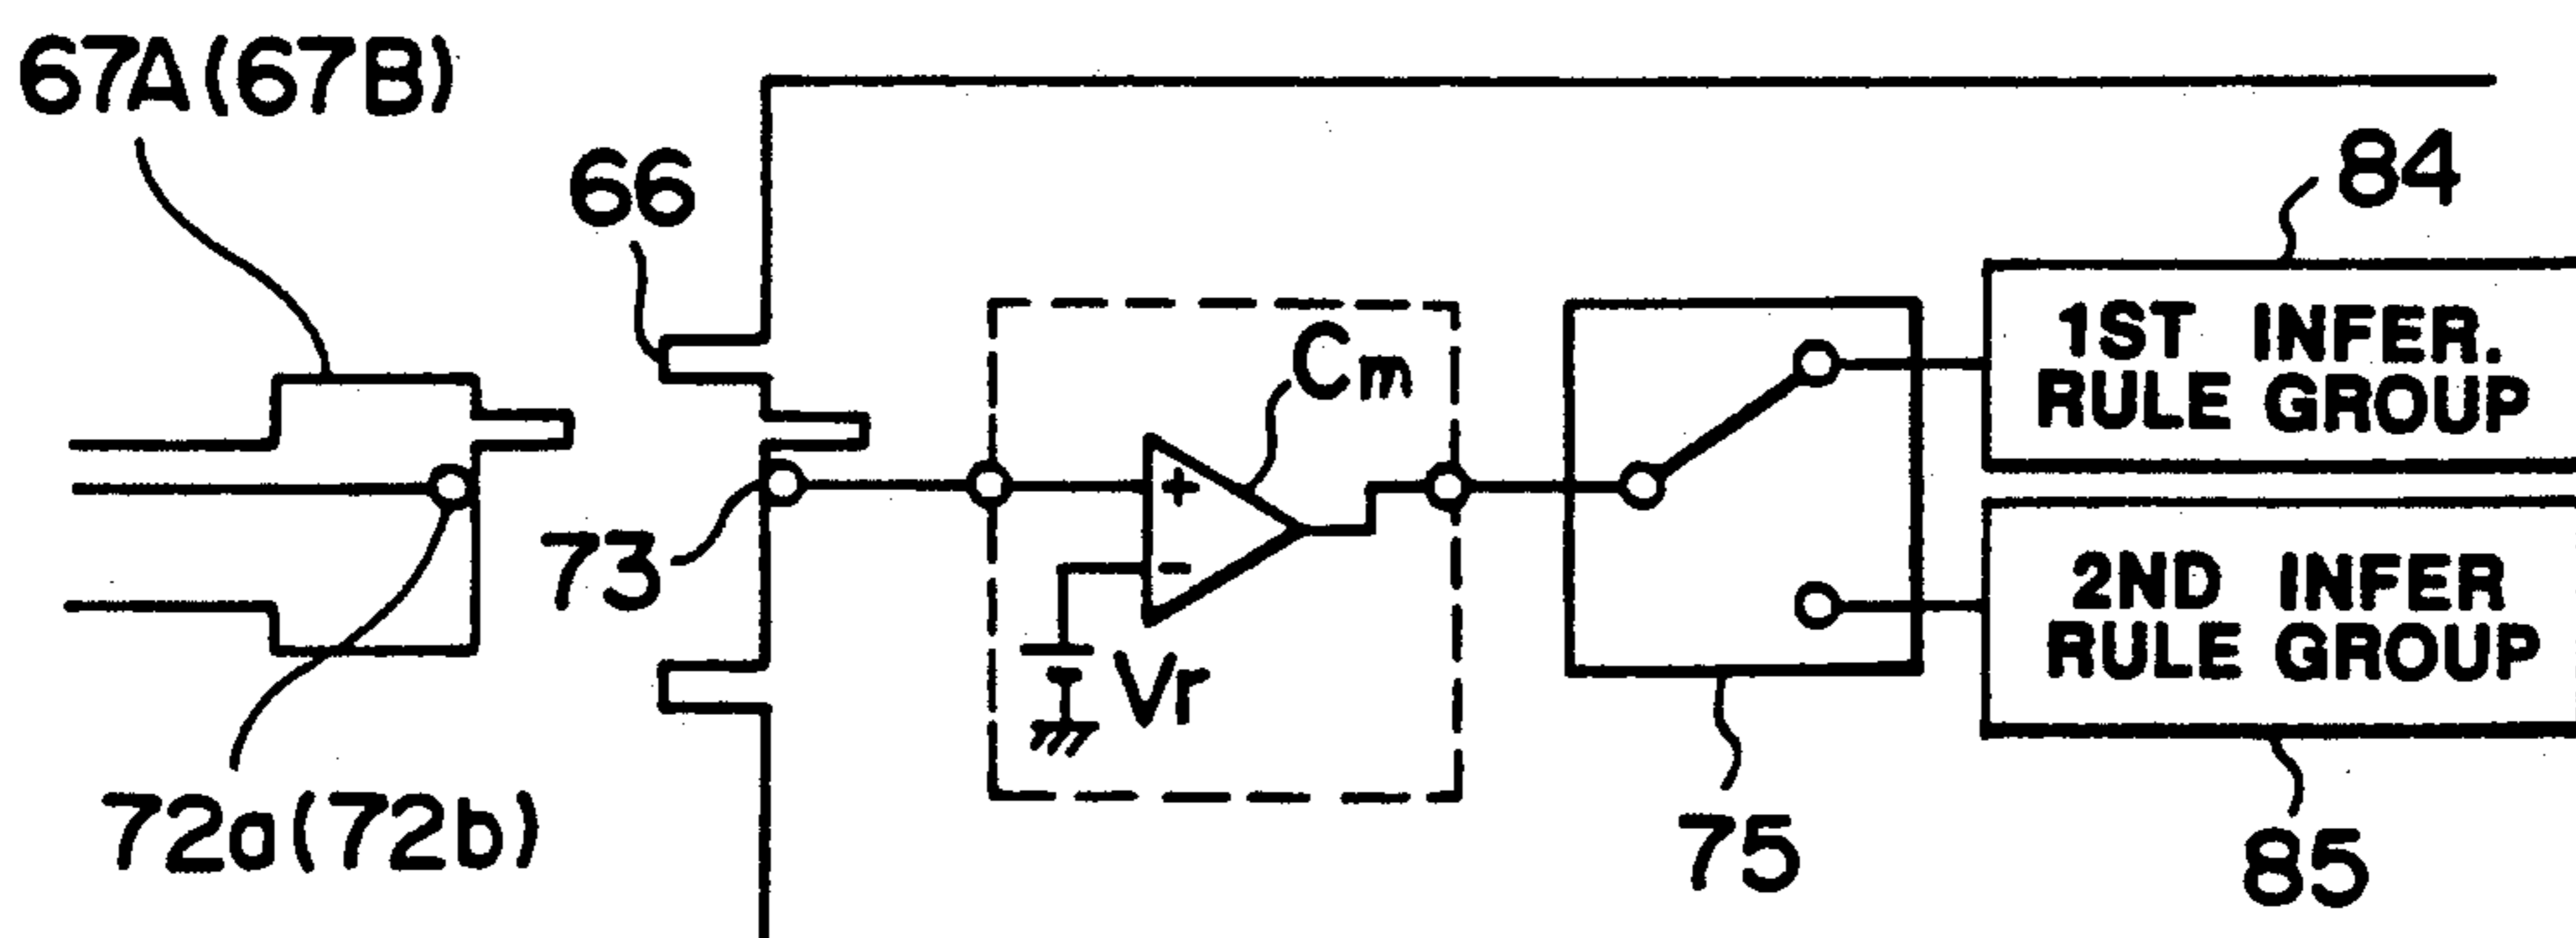 67A(67B)
66
84
Cm
1ST INFER.
RULE GROUP
+
73
-
2ND INFER
RULE GROUP
Vr
72a(72b)
75
85